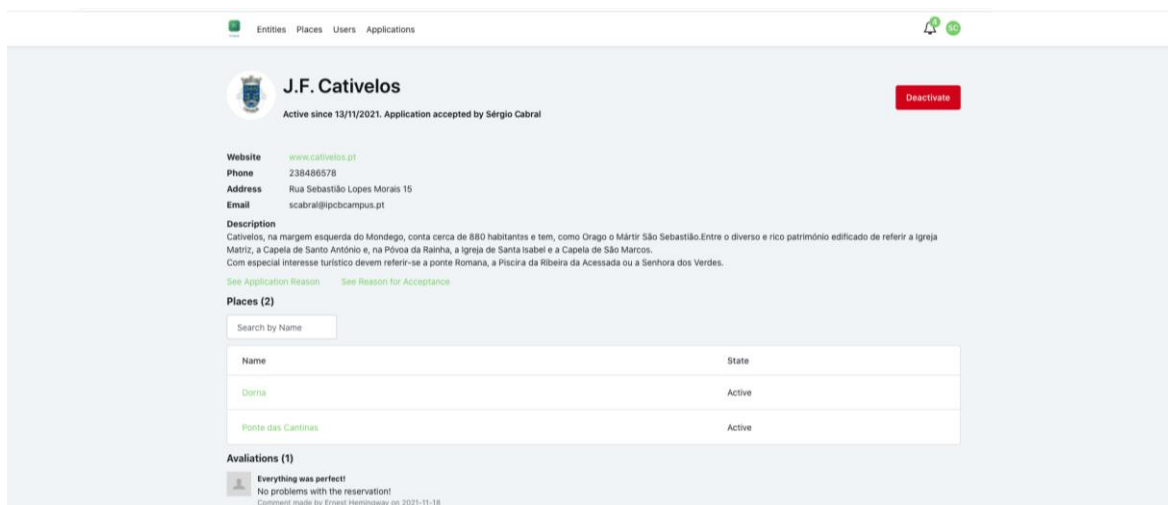 Entities Places Users Applications
4
SC
J.F. Cativelos
Deactivate
Active since 13/11/2021. Application accepted by Sérgio Cabral
Website www.cativelos.pt
Phone 238486578
Address Rua Sebastião Lopes Morais 15
Email scabral@ipcbcampus.pt
Description
Cativelos, na margem esquerda do Mondego, conta cerca de 880 habitantes e tem, como Orago o Mártir São Sebastião.Entre o diverso e rico património edificado de referir a Igreja
Matriz, a Capela de Santo António e, na Póvoa da Rainha, a Igreja de Santa Isabel e a Capela de São Marcos.
Com especial interesse turístico devem referir-se a ponte Romana, a Piscira da Ribeira da Acessada ou a Senhora dos Verdes.
See Application Reason See Reason for Acceptance
Places (2)
Search by Name
Name State
Dorna Active
Ponte das Cantinas Active
Avaliations (1)
Everything was perfect!
No problems with the reservation!
Comment made by Ernest Hemingway on 2021-11-18